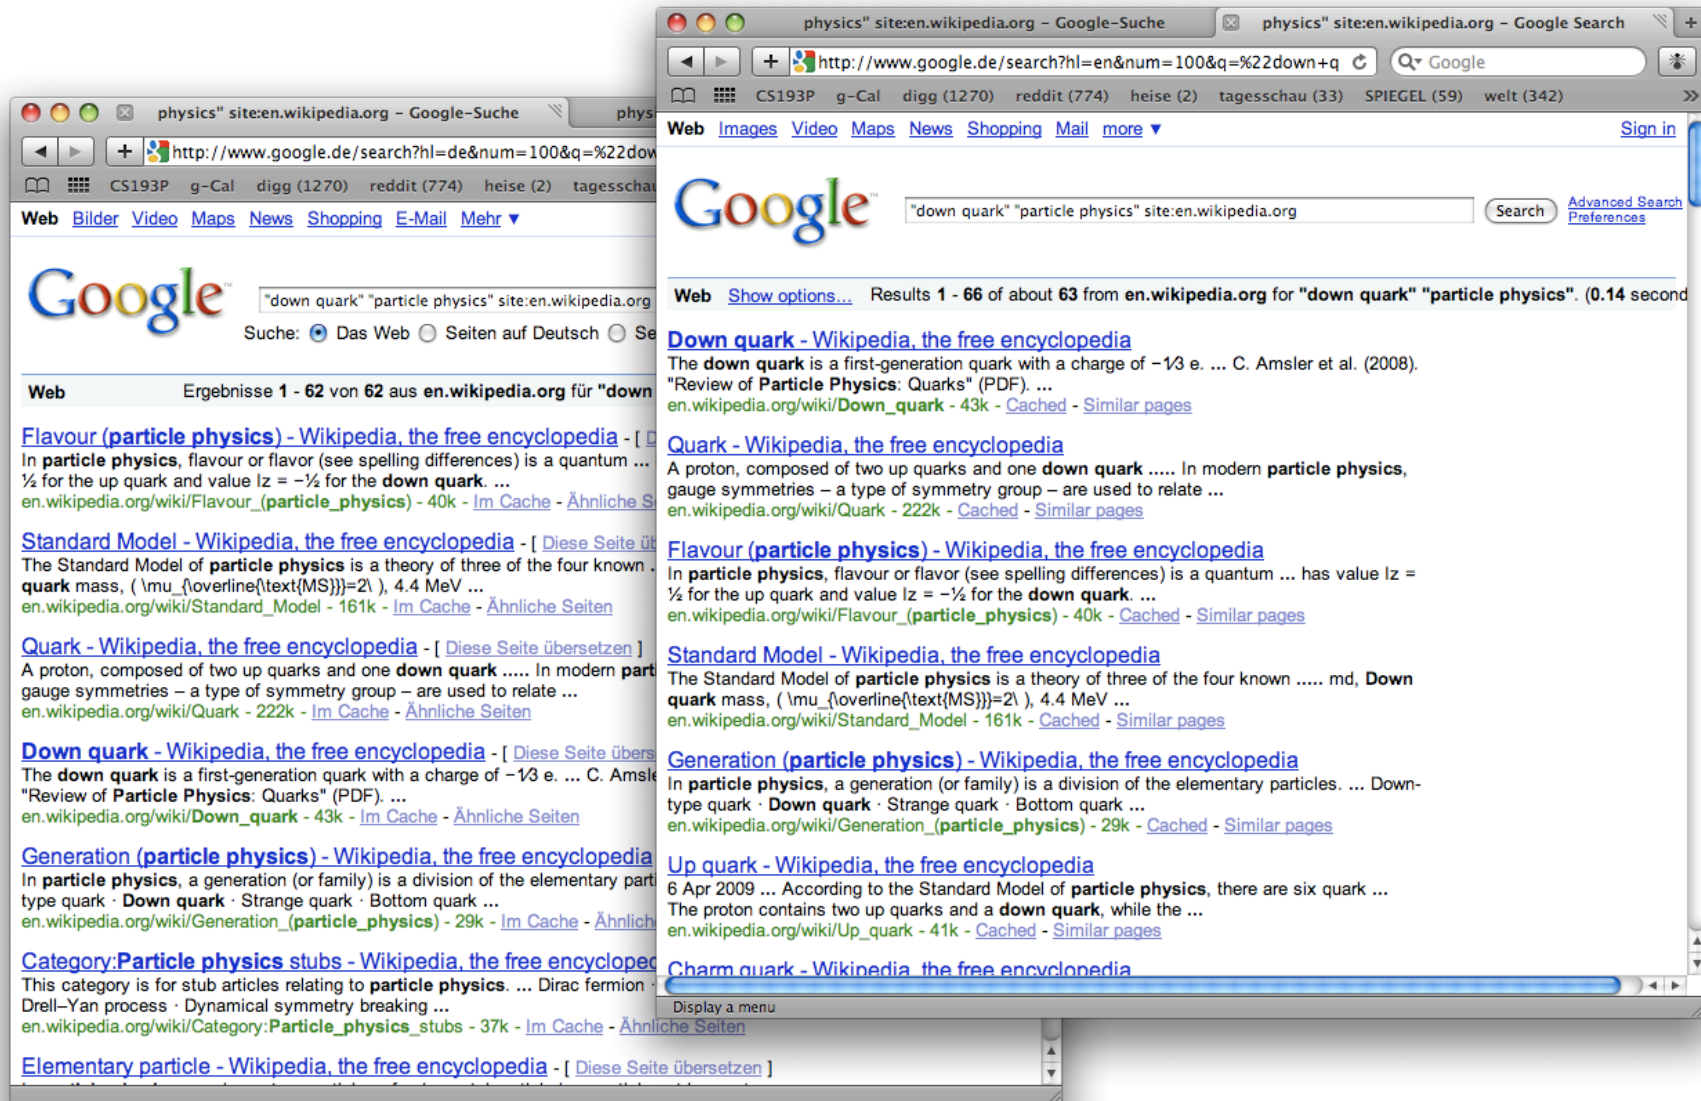 physics" site:en.wikipedia.org – Google-Suche
physics" site:en.wikipedia.org – Google Search
http://www.google.de/search?hl=en&num=100&q=%22down+q
Google
CS193P g-Cal digg (1270) reddit (774) heise (2) tagesschau (33) SPIEGEL (59) welt (342)
Web Images Video Maps News Shopping Mail more ▼ Sign in
Google™
"down quark" "particle physics" site:en.wikipedia.org
Search
Advanced Search
Preferences
Web Show options... Results 1 - 66 of about 63 from en.wikipedia.org for "down quark" "particle physics". (0.14 second
Down quark - Wikipedia, the free encyclopedia
The down quark is a first-generation quark with a charge of −1⁄3 e. ... C. Amsler et al. (2008).
"Review of Particle Physics: Quarks" (PDF). ...
en.wikipedia.org/wiki/Down_quark - 43k - Cached - Similar pages
Quark - Wikipedia, the free encyclopedia
A proton, composed of two up quarks and one down quark ..... In modern particle physics,
gauge symmetries – a type of symmetry group – are used to relate ...
en.wikipedia.org/wiki/Quark - 222k - Cached - Similar pages
Flavour (particle physics) - Wikipedia, the free encyclopedia
In particle physics, flavour or flavor (see spelling differences) is a quantum ... has value Iz =
½ for the up quark and value Iz = −½ for the down quark. ...
en.wikipedia.org/wiki/Flavour_(particle_physics) - 40k - Cached - Similar pages
Standard Model - Wikipedia, the free encyclopedia
The Standard Model of particle physics is a theory of three of the four known ..... md, Down
quark mass, ( \mu_{\overline{\text{MS}}}=2\ ), 4.4 MeV ...
en.wikipedia.org/wiki/Standard_Model - 161k - Cached - Similar pages
Generation (particle physics) - Wikipedia, the free encyclopedia
In particle physics, a generation (or family) is a division of the elementary particles. ... Down-
type quark · Down quark · Strange quark · Bottom quark ...
en.wikipedia.org/wiki/Generation_(particle_physics) - 29k - Cached - Similar pages
Up quark - Wikipedia, the free encyclopedia
6 Apr 2009 ... According to the Standard Model of particle physics, there are six quark ...
The proton contains two up quarks and a down quark, while the ...
en.wikipedia.org/wiki/Up_quark - 41k - Cached - Similar pages
Charm quark - Wikipedia, the free encyclopedia
Display a menu
physics" site:en.wikipedia.org – Google-Suche
http://www.google.de/search?hl=de&num=100&q=%22dow
CS193P g-Cal digg (1270) reddit (774) heise (2) tagesschau
Web Bilder Video Maps News Shopping E-Mail Mehr ▼
Google™
"down quark" "particle physics" site:en.wikipedia.org
Suche: Das Web Seiten auf Deutsch
Web Ergebnisse 1 - 62 von 62 aus en.wikipedia.org für "down
Flavour (particle physics) - Wikipedia, the free encyclopedia - [
In particle physics, flavour or flavor (see spelling differences) is a quantum ...
½ for the up quark and value Iz = −½ for the down quark. ...
en.wikipedia.org/wiki/Flavour_(particle_physics) - 40k - Im Cache - Ähnliche
Standard Model - Wikipedia, the free encyclopedia - [ Diese Seite
The Standard Model of particle physics is a theory of three of the four known .
quark mass, ( \mu_{\overline{\text{MS}}}=2\ ), 4.4 MeV ...
en.wikipedia.org/wiki/Standard_Model - 161k - Im Cache - Ähnliche Seiten
Quark - Wikipedia, the free encyclopedia - [ Diese Seite übersetzen ]
A proton, composed of two up quarks and one down quark ..... In modern parti
gauge symmetries – a type of symmetry group – are used to relate ...
en.wikipedia.org/wiki/Quark - 222k - Im Cache - Ähnliche Seiten
Down quark - Wikipedia, the free encyclopedia - [ Diese Seite übers
The down quark is a first-generation quark with a charge of −1⁄3 e. ... C. Amsle
"Review of Particle Physics: Quarks" (PDF). ...
en.wikipedia.org/wiki/Down_quark - 43k - Im Cache - Ähnliche Seiten
Generation (particle physics) - Wikipedia, the free encyclopedia
In particle physics, a generation (or family) is a division of the elementary parti
type quark · Down quark · Strange quark · Bottom quark ...
en.wikipedia.org/wiki/Generation_(particle_physics) - 29k - Im Cache - Ähnlich
Category:Particle physics stubs - Wikipedia, the free encyclopedi
This category is for stub articles relating to particle physics. ... Dirac fermion ·
Drell–Yan process · Dynamical symmetry breaking ...
en.wikipedia.org/wiki/Category:Particle_physics_stubs - 37k - Im Cache - Ähnliche Seiten
Elementary particle - Wikipedia, the free encyclopedia - [ Diese Seite übersetzen ]